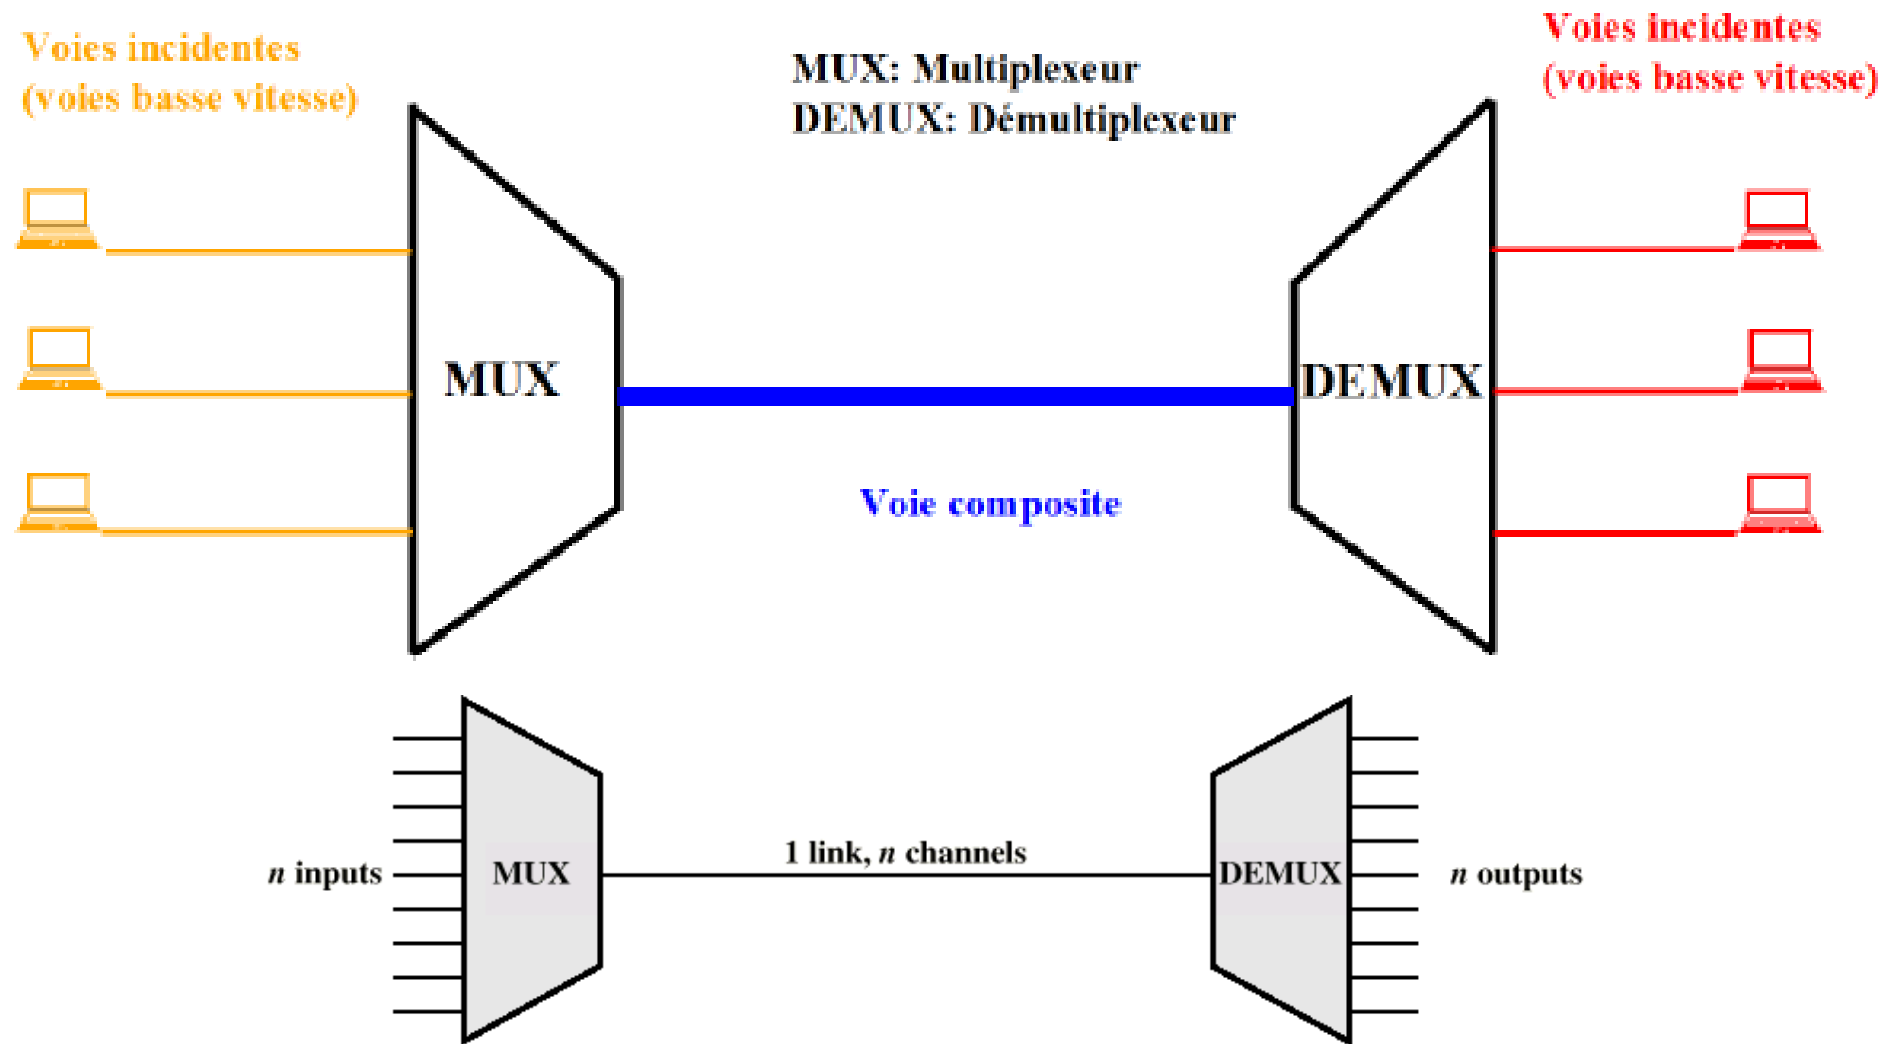 Voies incidentes
(voies basse vitesse)
MUX: Multiplexeur
DEMUX: Démultiplexeur
Voies incidentes
(voies basse vitesse)
MUX
DEMUX
Voie composite
n inputs
MUX
1 link, n channels
DEMUX
n outputs